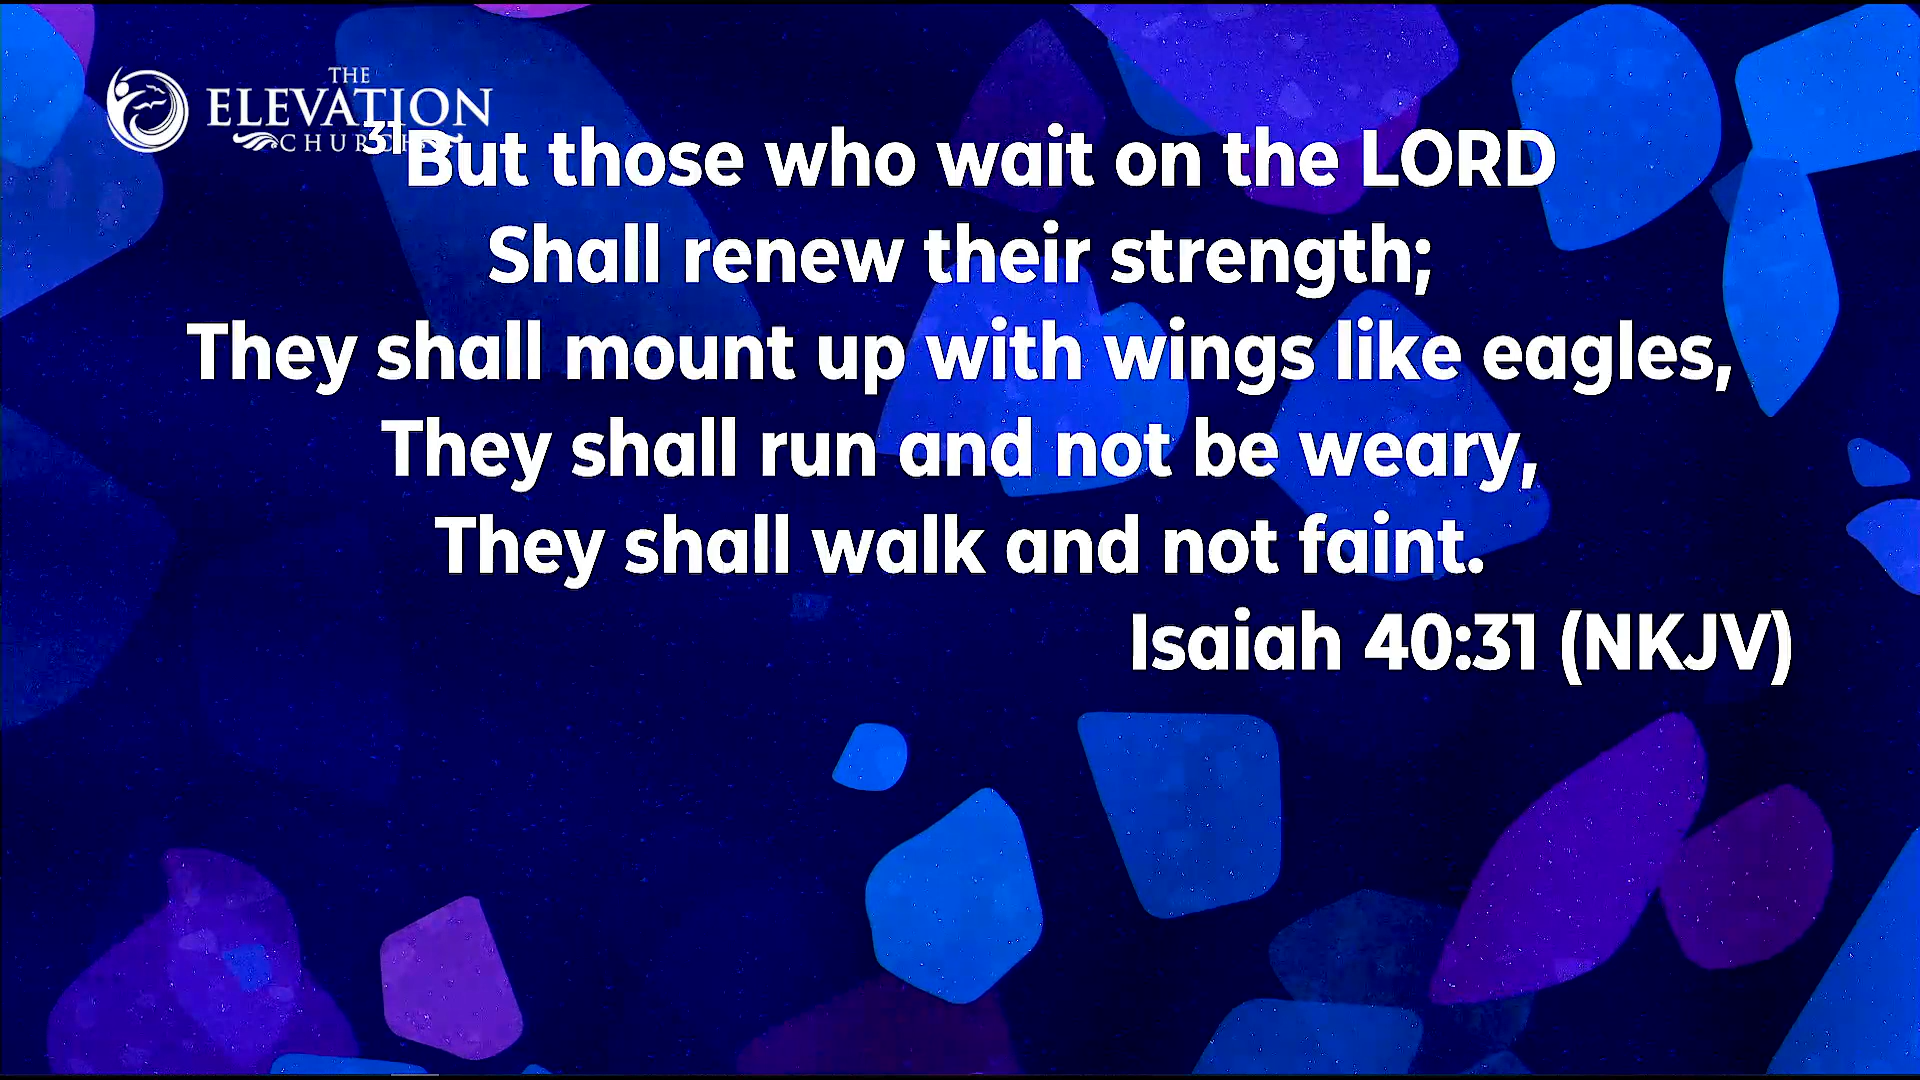 THE
ELEVATION
CHURCH
31But those who wait on the LORD
Shall renew their strength;
They shall mount up with wings like eagles,
They shall run and not be weary,
They shall walk and not faint.
Isaiah 40:31 (NKJV)